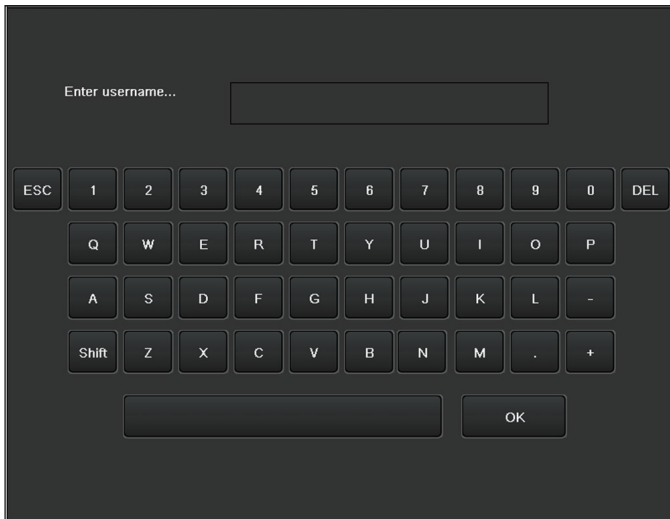 Enter username...
ESC 1 2 3 4 5 6 7 8 9 0 DEL
Q W E R T Y U I O P
A S D F G H J K L -
Shift Z X C V B N M . +
OK